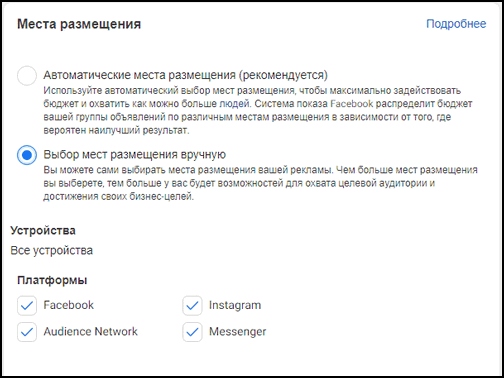 Места размещения
Подробнее
Автоматические места размещения (рекомендуется)
Используйте автоматический выбор мест размещения, чтобы максимально задействовать
бюджет и охватить как можно больше людей. Система показа Facebook распределит бюджет
вашей группы объявлений по различным местам размещения в зависимости от того, где
вероятен наилучший результат.
Выбор мест размещения вручную
Вы можете сами выбирать места размещения вашей рекламы. Чем больше мест размещения
вы выберете, тем больше у вас будет возможностей для охвата целевой аудитории и
достижения своих бизнес-целей.
Устройства
Все устройства
Платформы
Facebook
Instagram
Audience Network
Messenger